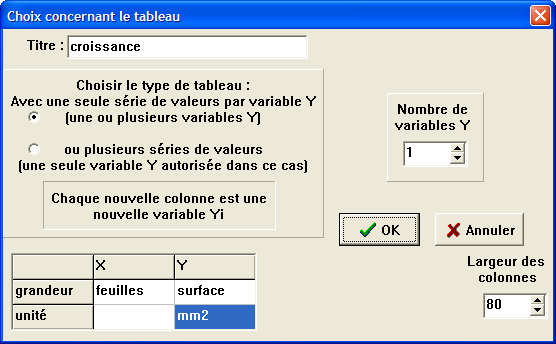 Choix concernant le tableau
Titre : croissance
Choisir le type de tableau :
Avec une seule série de valeurs par variable Y
(une ou plusieurs variables Y)
ou plusieurs séries de valeurs
(une seule variable Y autorisée dans ce cas)
Chaque nouvelle colonne est une
nouvelle variable Yi
Nombre de
variables Y
1
OK
Annuler
Largeur des
colonnes
80
X Y
grandeur feuilles surface
unité mm2